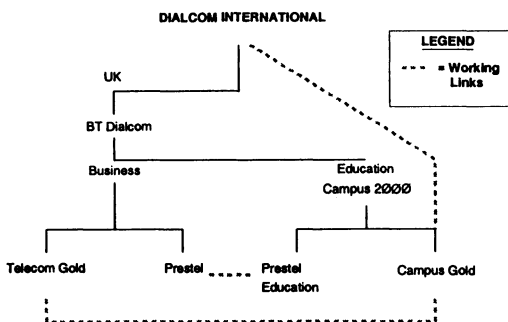 DIALCOM INTERNATIONAL
LEGEND
---- = Working
Links
UK
BT Dialcom
Business
Education
Campus 2000
Telecom Gold
Prestel
Prestel
Education
Campus Gold